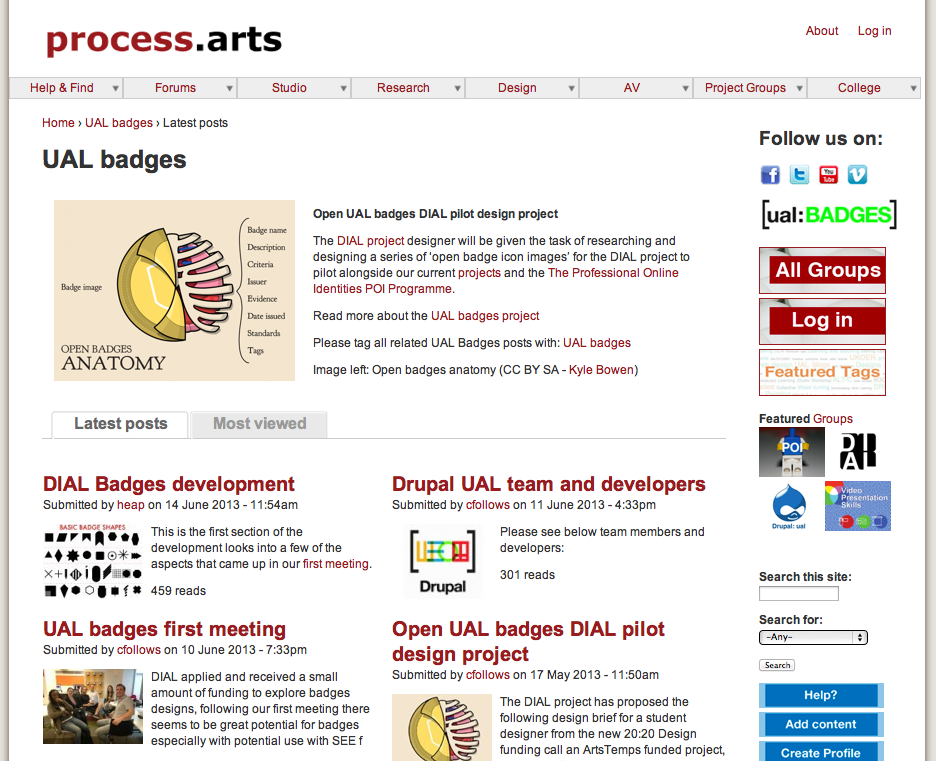 process.arts
About Log in
Help & Find Forums Studio Research Design AV Project Groups College
Home › UAL badges › Latest posts
UAL badges
Badge image
Badge name
Description
Criteria
Issuer
Evidence
Date issued
Standards
Tags
OPEN BADGES
ANATOMY
Open UAL badges DIAL pilot design project
The DIAL project designer will be given the task of researching and
designing a series of ‘open badge icon images’ for the DIAL project to
pilot alongside our current projects and the The Professional Online
Identities POI Programme.
Read more about the UAL badges project
Please tag all related UAL Badges posts with: UAL badges
Image left: Open badges anatomy (CC BY SA - Kyle Bowen)
Latest posts
Most viewed
DIAL Badges development
Submitted by heap on 14 June 2013 - 11:54am
BASIC BADGE SHAPES
This is the first section of the
development looks into a few of the
aspects that came up in our first meeting.
459 reads
Drupal UAL team and developers
Submitted by cfollows on 11 June 2013 - 4:33pm
Drupal
Please see below team members and
developers:
301 reads
UAL badges first meeting
Submitted by cfollows on 10 June 2013 - 7:33pm
DIAL applied and received a small
amount of funding to explore badges
designs, following our first meeting there
seems to be great potential for badges
especially with potential use with SEE f
Open UAL badges DIAL pilot
design project
Submitted by cfollows on 17 May 2013 - 11:50am
The DIAL project has proposed the
following design brief for a student
designer from the new 20:20 Design
funding call an ArtsTemps funded project,
Follow us on:
You
Tube
[ual:BADGES]
All Groups
Log in
Featured Tags
Featured Groups
POI
Drupal: ual
Video
Presentation
Skills
Search this site:
Search for:
-Any-
Search
Help?
Add content
Create Profile